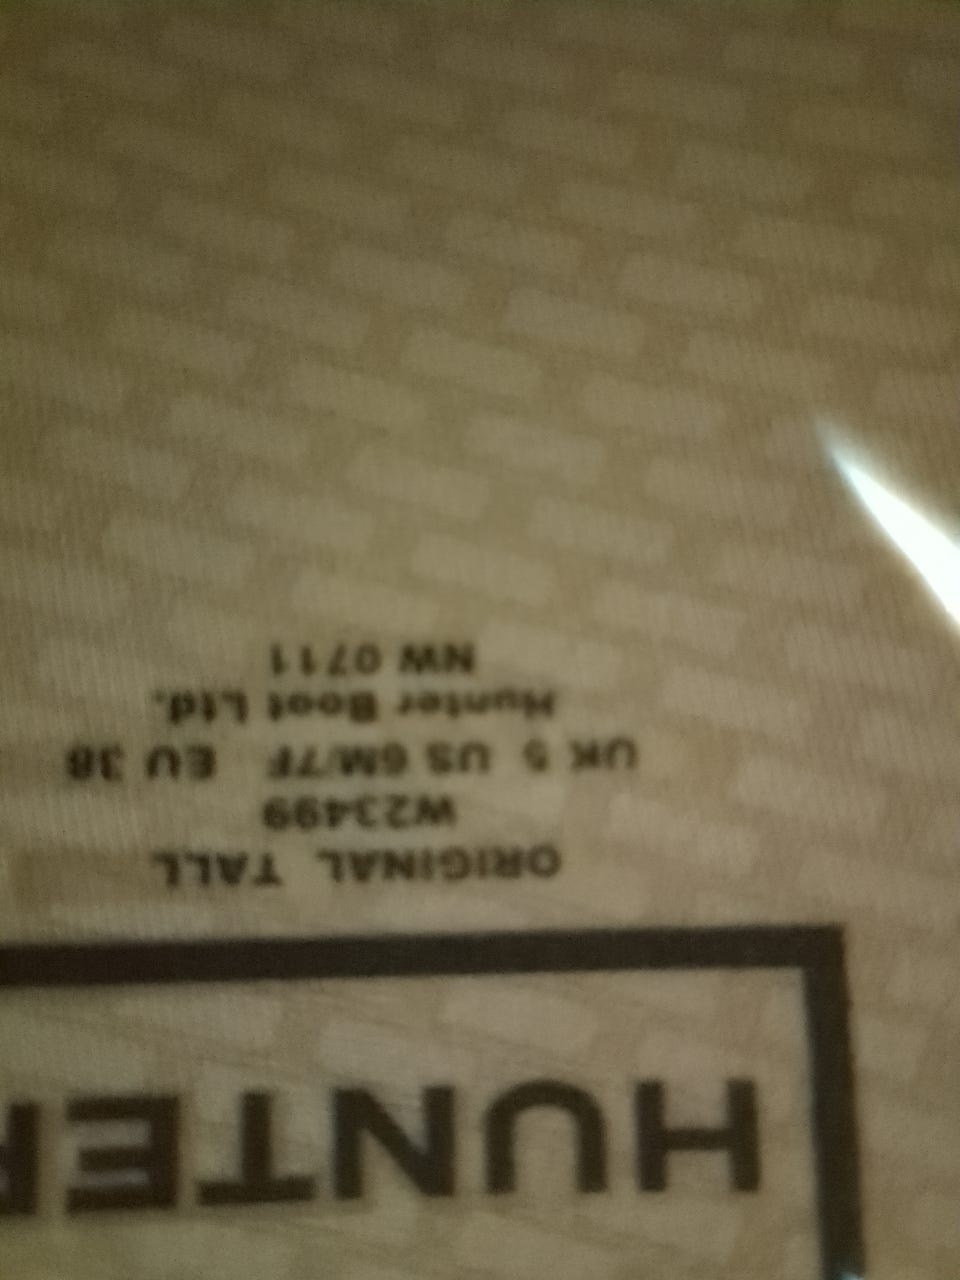 HUNTER
ORIGINAL TALL
W23499
UK 5 US 6M/7F EU 38
Hunter Boot Ltd.
NW 0711